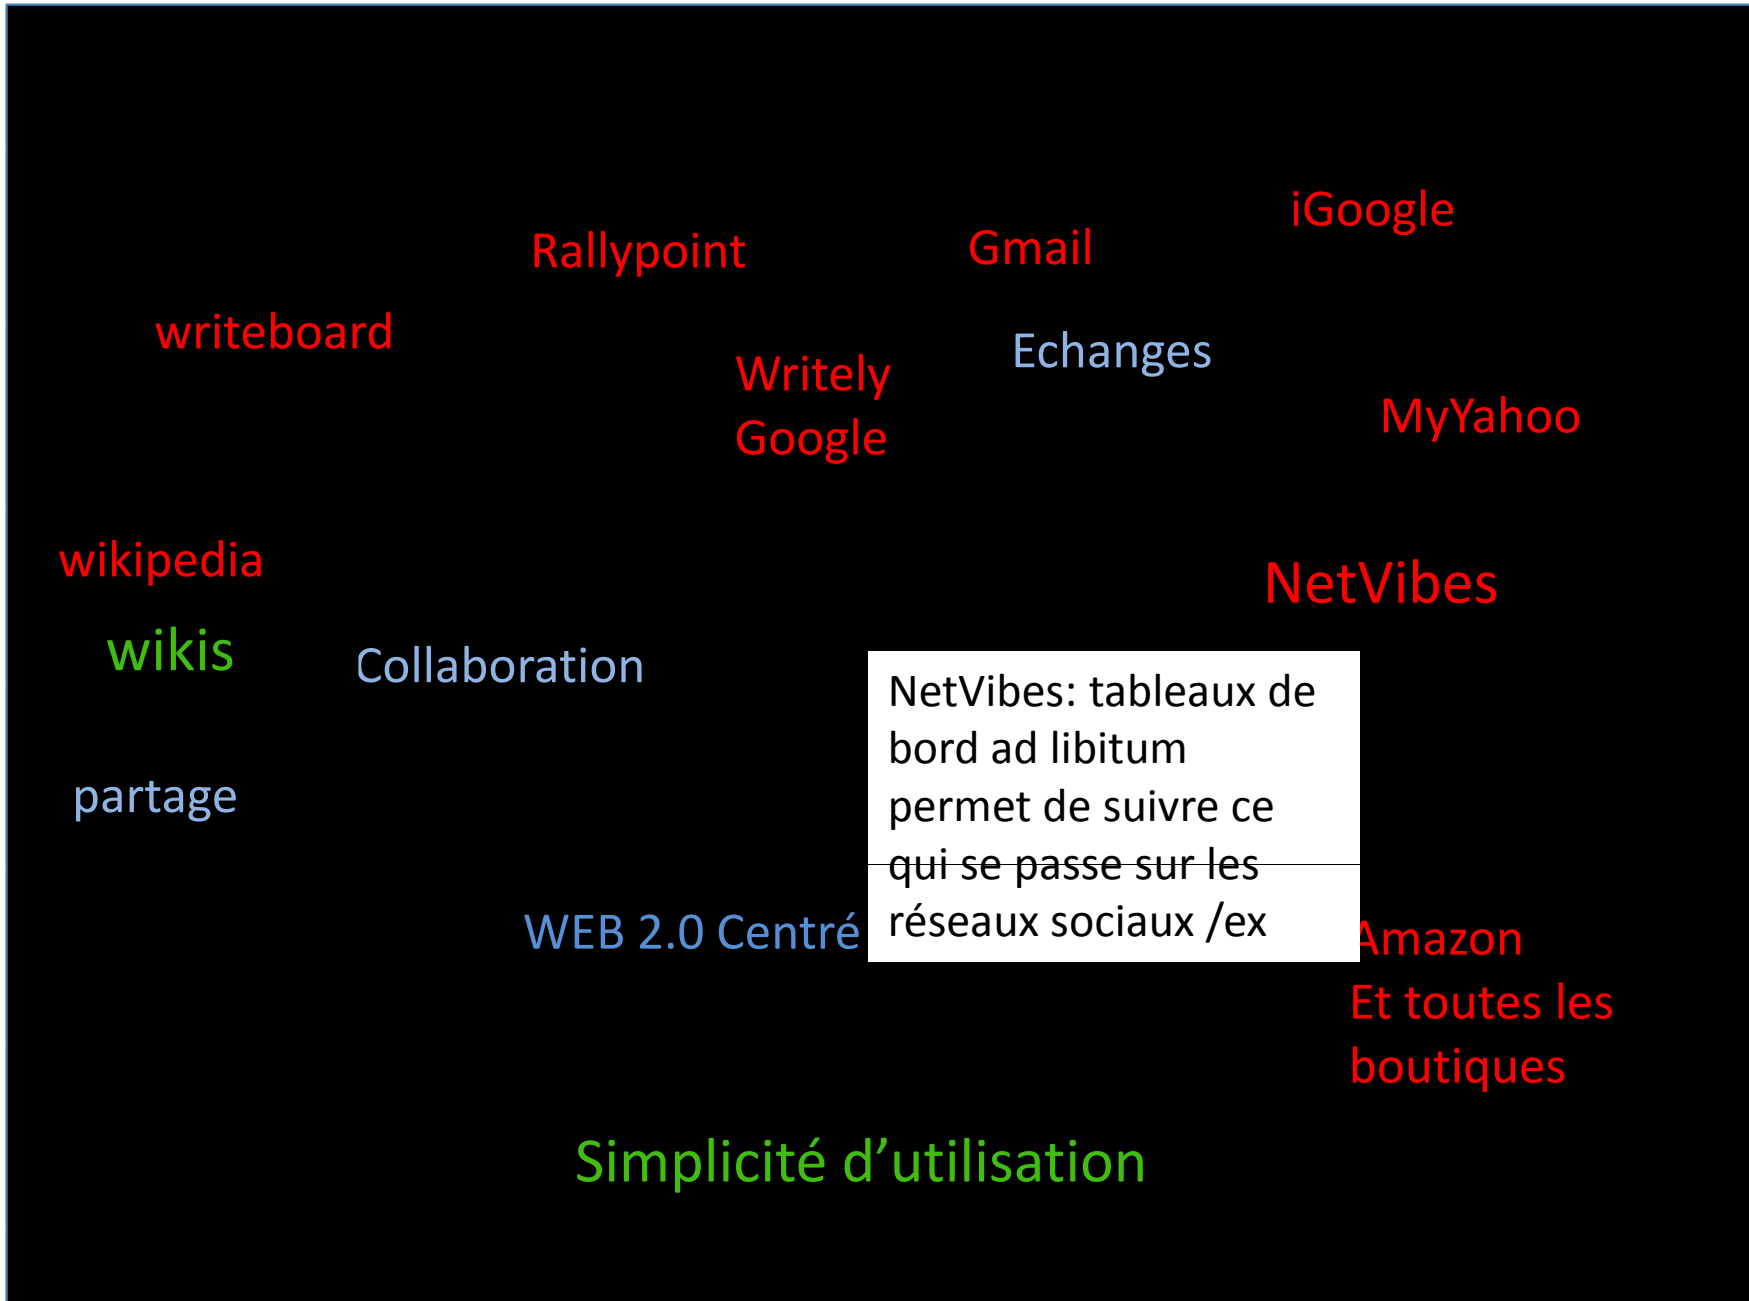 iGoogle
Rallypoint
Gmail
writeboard
Echanges
Writely
Google
MyYahoo
wikipedia
NetVibes
wikis
Collaboration
NetVibes: tableaux de
bord ad libitum
permet de suivre ce
qui se passe sur les
réseaux sociaux /ex
partage
WEB 2.0 Centré
Amazon
Et toutes les
boutiques
Simplicité d’utilisation